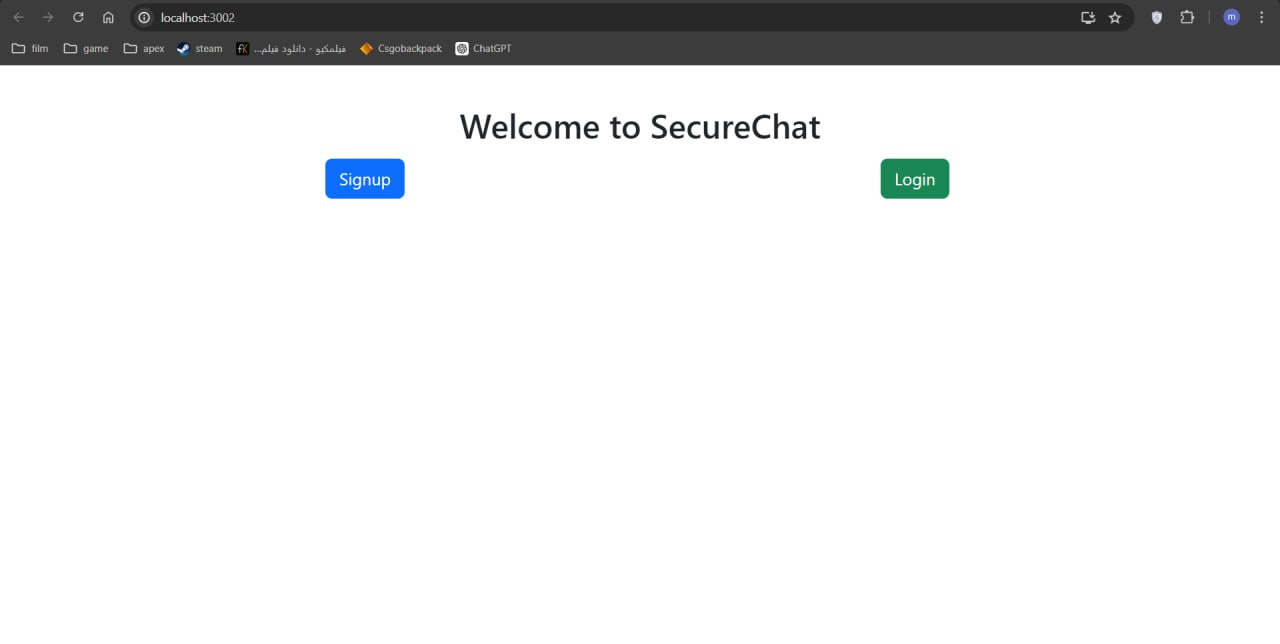 localhost:3002
film game apex steam فیلمکیو - دانلود فیلم... Csgobackpack ChatGPT
Welcome to SecureChat
Signup Login